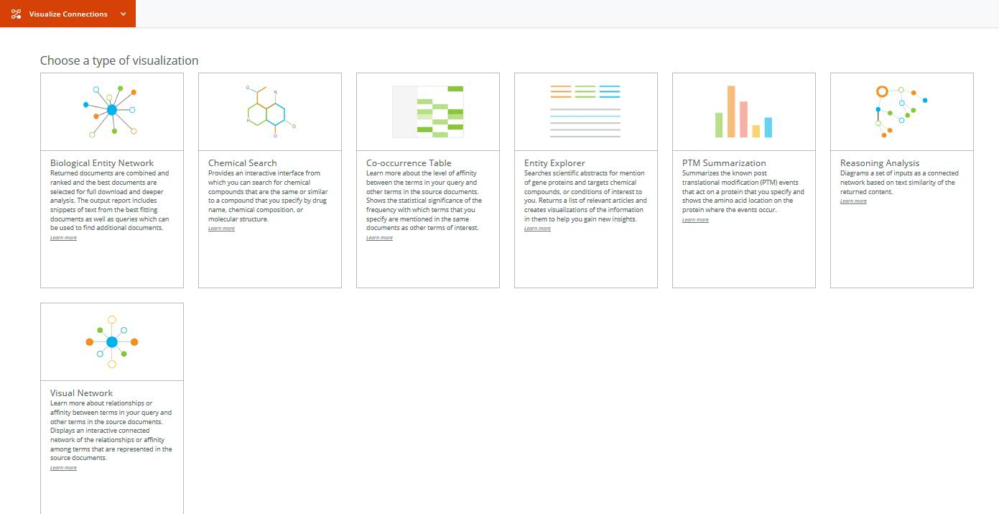 Visualize Connections
Choose a type of visualization
Biological Entity Network
Returned documents are combined and
ranked and the best documents are
selected for full download and deeper
analysis. The output report includes
snippets of text from the best fitting
documents as well as queries which can
be used to find additional documents.
Learn more
Chemical Search
Provides an interactive interface from
which you can search for chemical
compounds that are the same or similar
to a compound that you specify by drug
name, chemical composition, or
molecular structure.
Learn more
Co-occurrence Table
Learn more about the level of affinity
between the terms in your query and
other terms in the source documents.
Shows the statistical significance of the
frequency with which terms that you
specify are mentioned in the same
documents as other terms of interest.
Learn more
Entity Explorer
Searches scientific abstracts for mention
of gene proteins and targets chemical
compounds, or conditions of interest to
you. Returns a list of relevant articles and
creates visualizations of the information
in them to help you gain new insights.
Learn more
PTM Summarization
Summarizes the known post
translational modification (PTM) events
that act on a protein that you specify and
shows the amino acid location on the
protein where the events occur.
Learn more
Reasoning Analysis
Diagrams a set of inputs as a connected
network based on text similarity of the
returned content.
Learn more
Visual Network
Learn more about relationships or
affinity between terms in your query and
other terms in the source documents.
Displays an interactive connected
network of the relationships or affinity
among terms that are represented in the
source documents.
Learn more
O
N
H
O
O